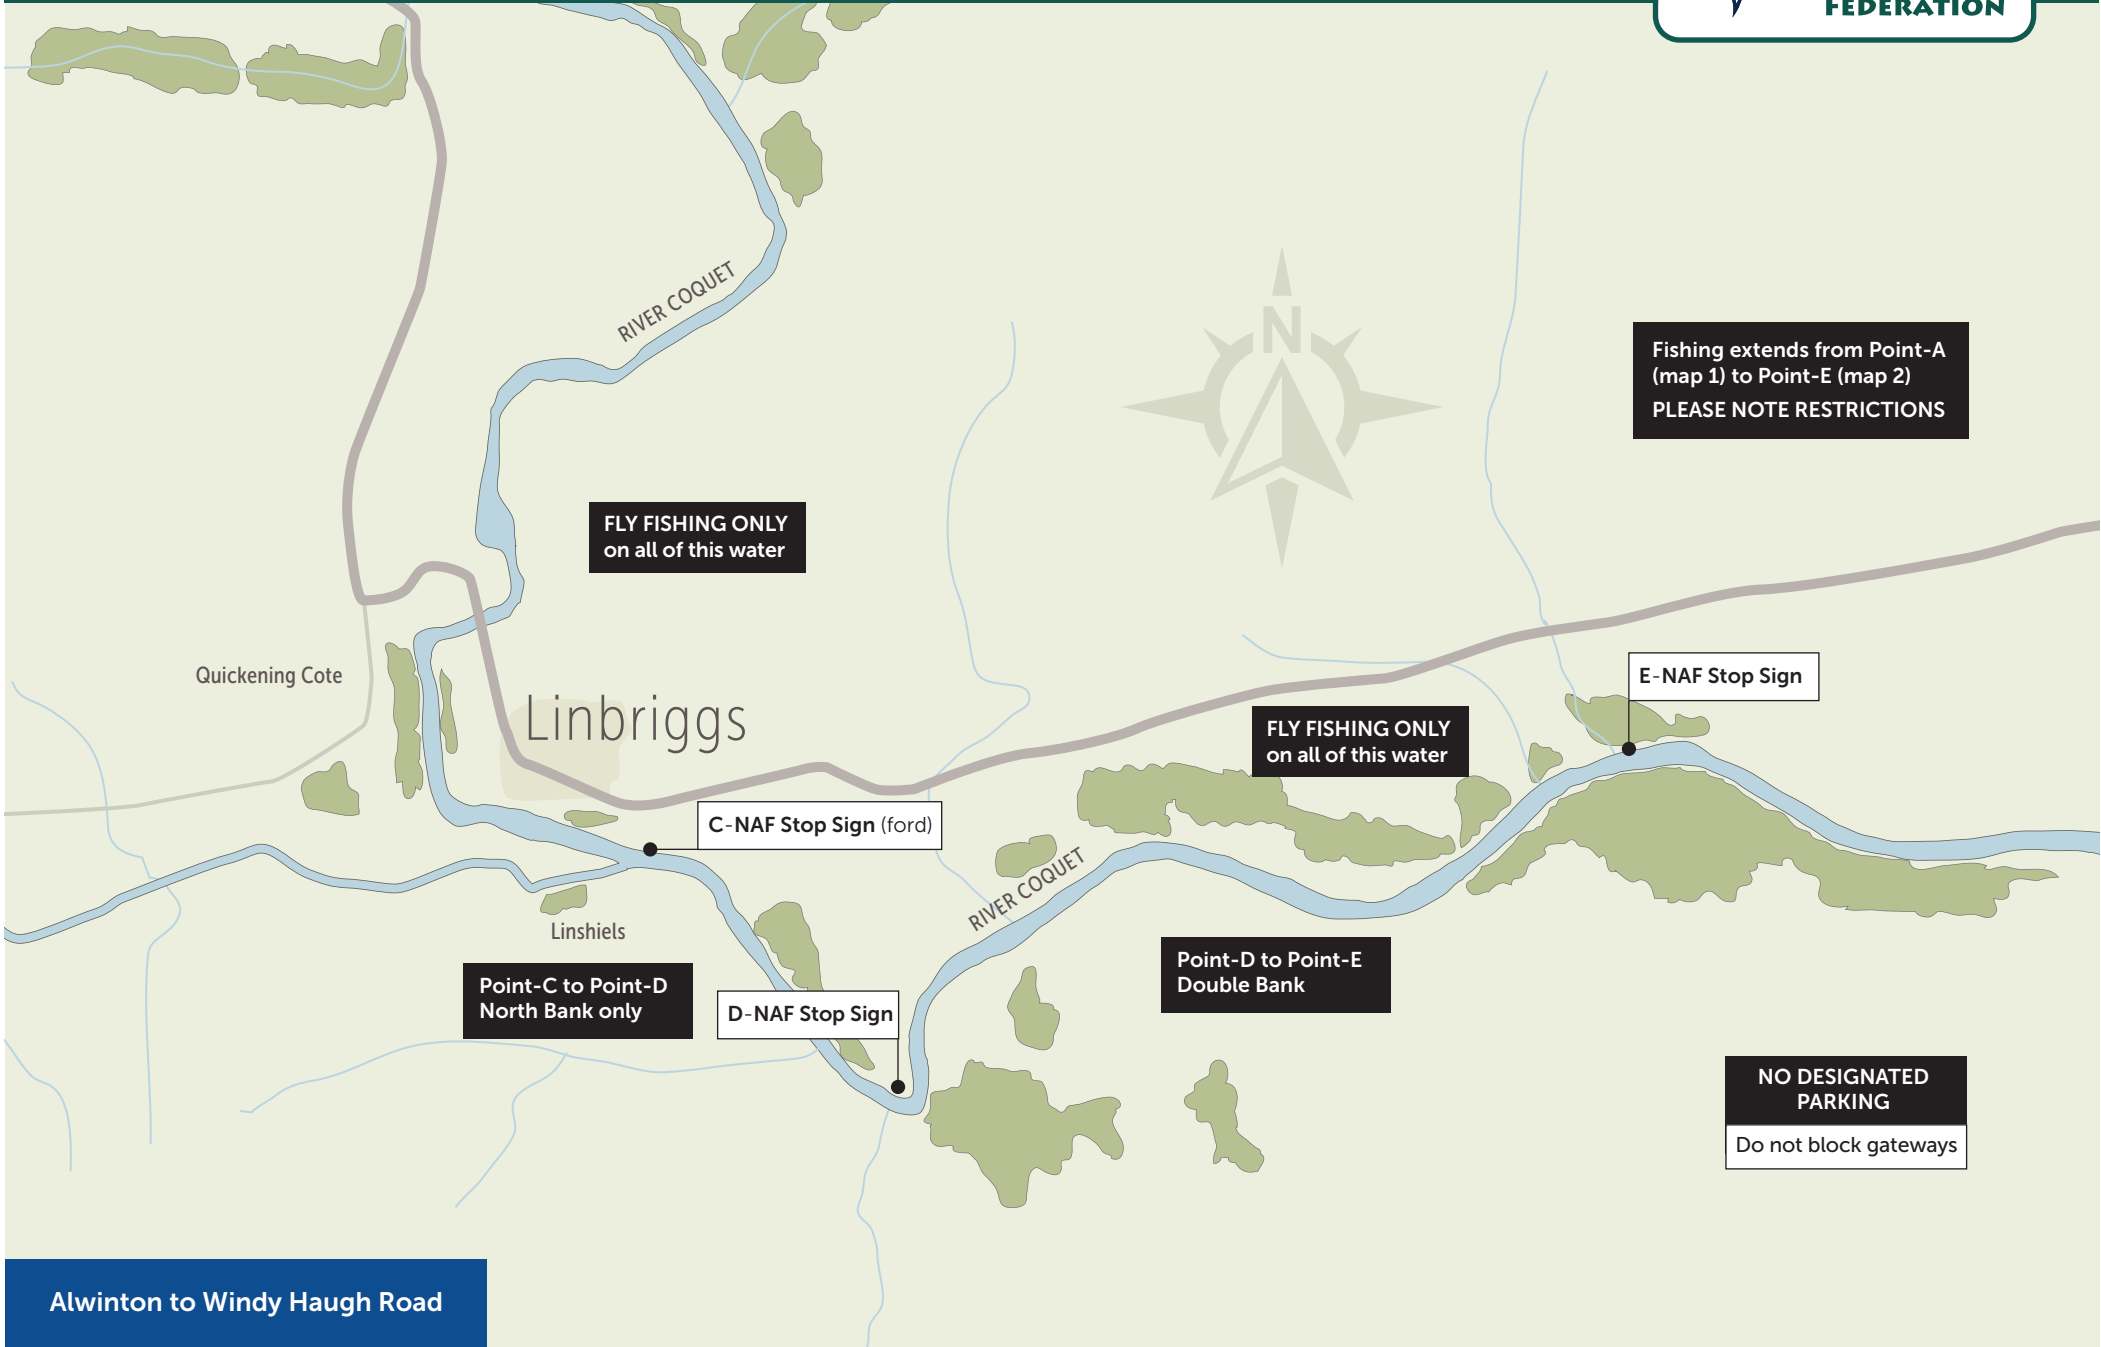 FEDERATION
RIVER COQUET
N
Fishing extends from Point-A
(map 1) to Point-E (map 2)
PLEASE NOTE RESTRICTIONS
FLY FISHING ONLY
on all of this water
Quickening Cote
Linbriggs
E-NAF Stop Sign
FLY FISHING ONLY
on all of this water
C-NAF Stop Sign (ford)
RIVER COQUET
Linshiels
Point-C to Point-D
North Bank only
D-NAF Stop Sign
Point-D to Point-E
Double Bank
NO DESIGNATED
PARKING
Do not block gateways
Alwinton to Windy Haugh Road